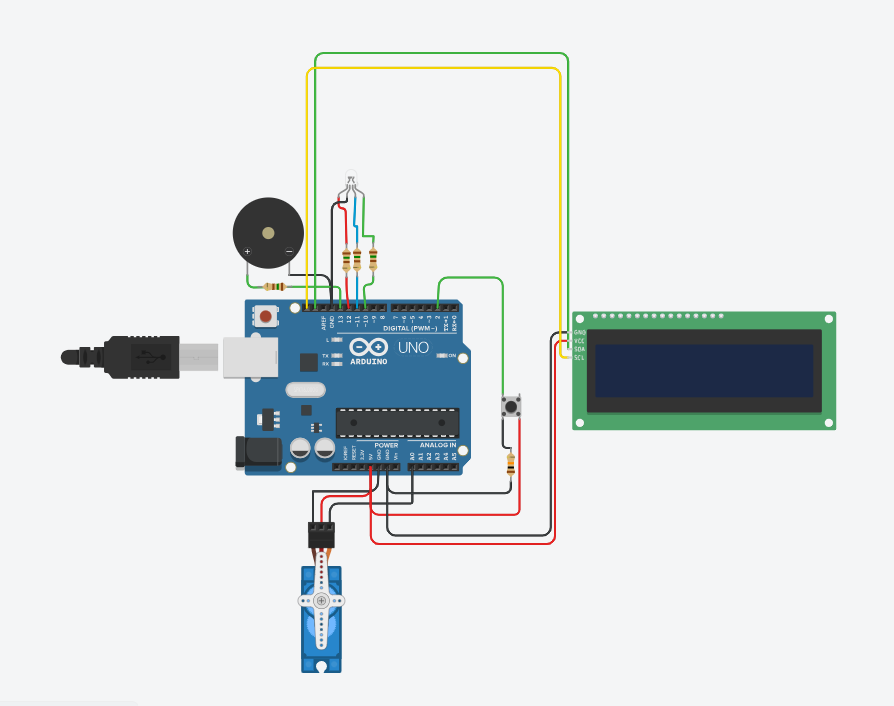 +
−
AREF
GND
13
12
~11
~10
~9
8
7
~6
~5
4
~3
2
TX→1
RX←0
DIGITAL (PWM~)
L
TX
RX
ARDUINO
UNO
ON
GND
VCC
SDA
SCL
POWER
ANALOG IN
IOREF
RESET
3.3V
5V
GND
GND
Vin
A0
A1
A2
A3
A4
A5